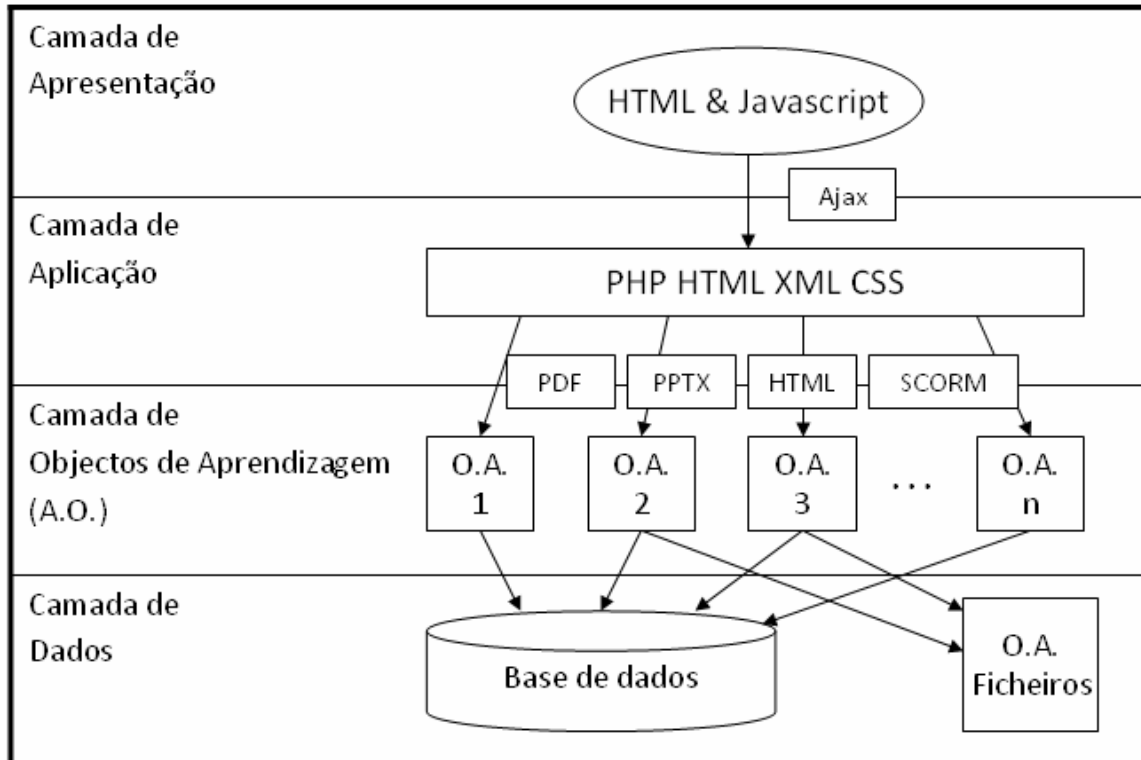 Camada de
Apresentação
HTML & Javascript
Ajax
Camada de
Aplicação
PHP HTML XML CSS
PDF
PPTX
HTML
SCORM
Camada de
Objectos de Aprendizagem
(A.O.)
O.A.
1
O.A.
2
O.A.
3
...
O.A.
n
Camada de
Dados
Base de dados
O.A.
Ficheiros